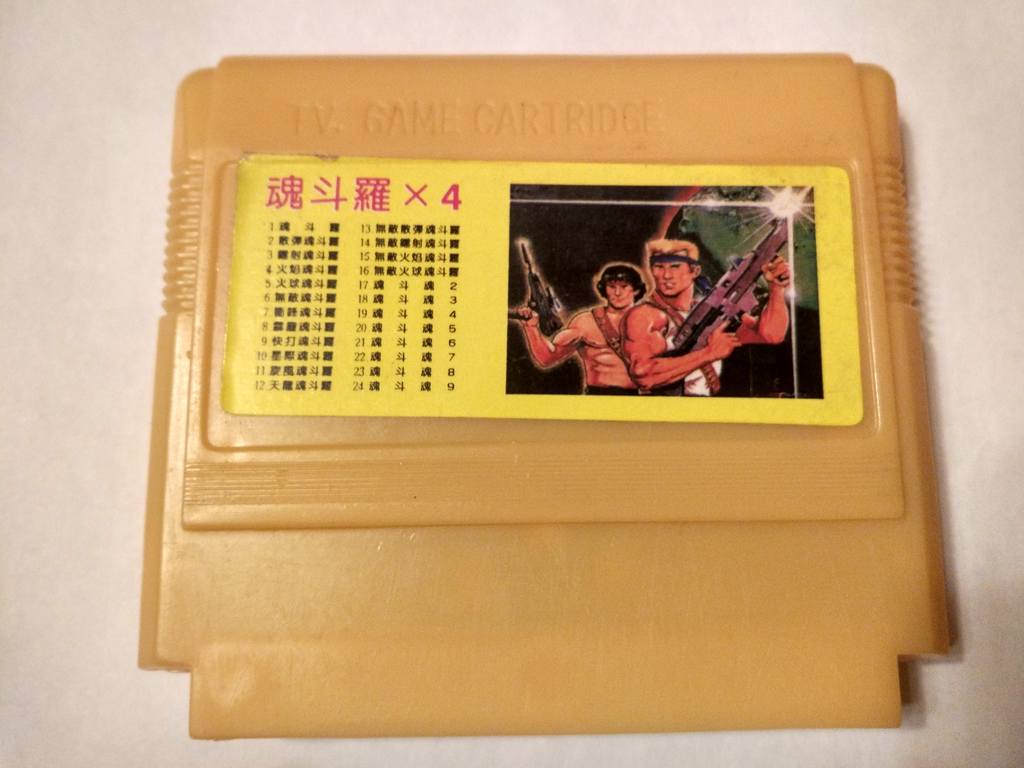 TV. GAME CARTRIDGE
魂斗羅×4
1 魂斗羅
2 散彈魂斗羅
3 螺射魂斗羅
4 火焰魂斗羅
5 火球魂斗羅
6 無敵魂斗羅
7 衝鋒魂斗羅
8 霹靂魂斗羅
9 快打魂斗羅
10 星際魂斗羅
11 旋風魂斗羅
12 天龍魂斗羅
13 無敵散彈魂斗羅
14 無敵螺射魂斗羅
15 無敵火焰魂斗羅
16 無敵火球魂斗羅
17 魂斗魂 2
18 魂斗魂 3
19 魂斗魂 4
20 魂斗魂 5
21 魂斗魂 6
22 魂斗魂 7
23 魂斗魂 8
24 魂斗魂 9